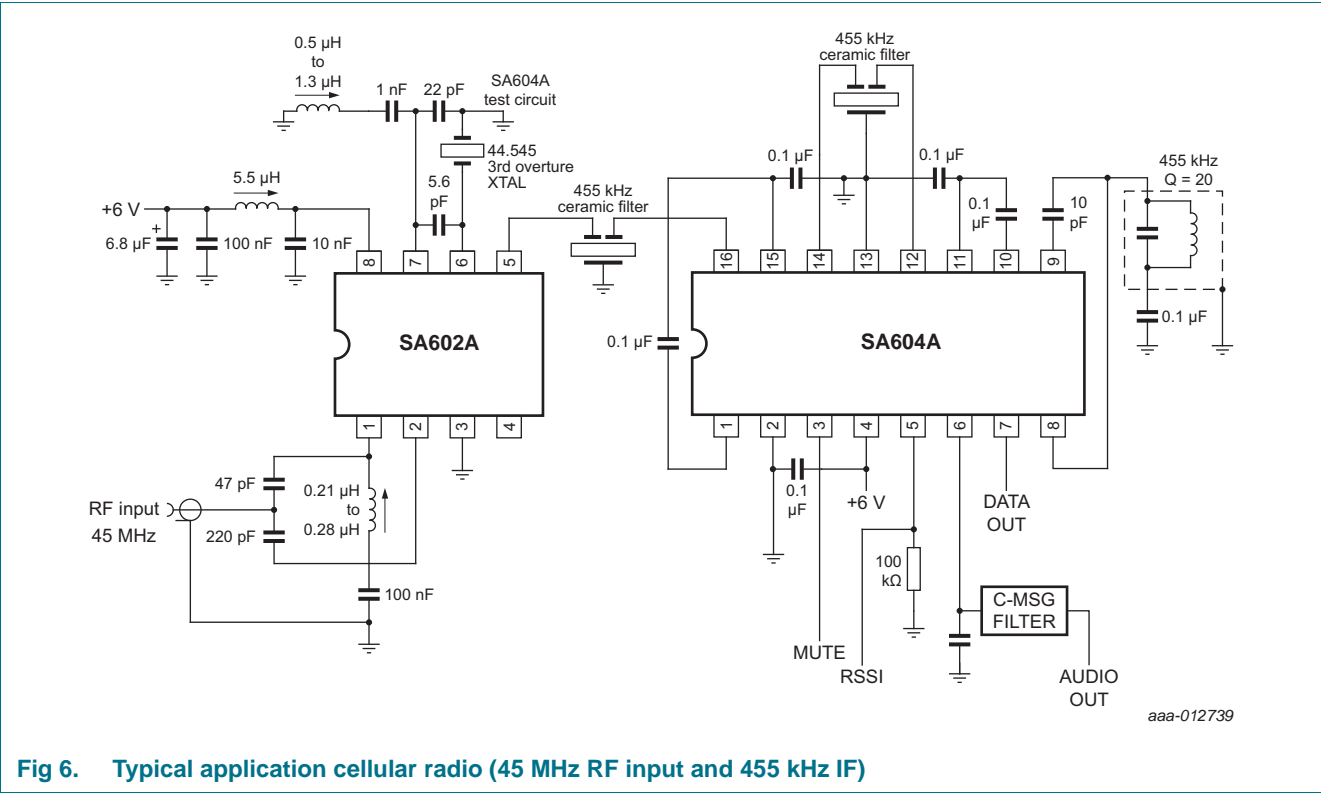 0.5 μH
to
1.3 μH
1 nF
22 pF
SA604A
test circuit
44.545
3rd overture
XTAL
5.6
pF
5.5 μH
+6 V
+
6.8 μF
100 nF
10 nF
8
7
6
5
SA602A
1
2
3
4
47 pF
220 pF
0.21 μH
to
0.28 μH
RF input
45 MHz
100 nF
455 kHz
ceramic filter
455 kHz
ceramic filter
0.1 μF
0.1 μF
0.1
μF
10
pF
455 kHz
Q = 20
0.1 μF
0.1 μF
16
15
14
13
12
11
10
9
SA604A
1
2
3
4
5
6
7
8
0.1
μF
+6 V
MUTE
RSSI
100
kΩ
DATA
OUT
C-MSG
FILTER
AUDIO
OUT
aaa-012739
Fig 6. Typical application cellular radio (45 MHz RF input and 455 kHz IF)